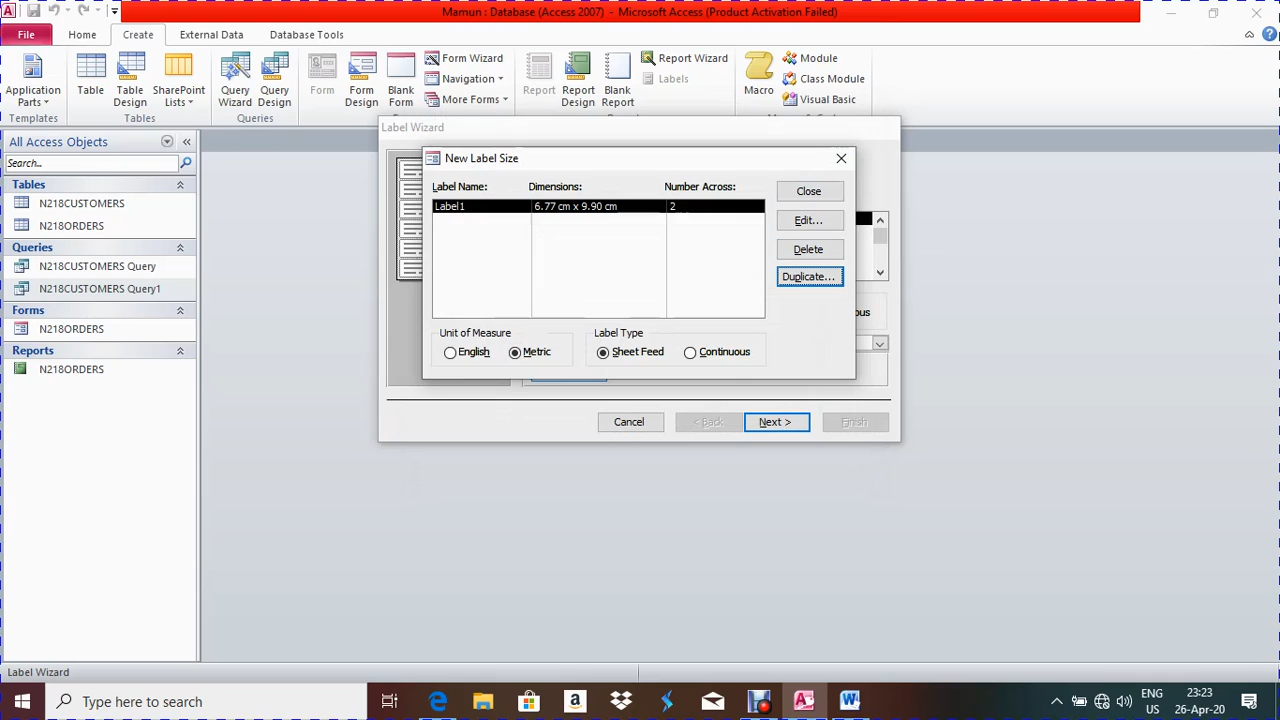 Mamun : Database (Access 2007) - Microsoft Access (Product Activation Failed)
File Home Create External Data Database Tools
Application Parts Table Table Design SharePoint Lists Query Wizard Query Design Form Form Design Blank Form Form Wizard Navigation More Forms Report Report Design Blank Report Report Wizard Labels Macro Module Class Module Visual Basic
Templates Tables Queries
All Access Objects
Search...
Tables
N218CUSTOMERS
N218ORDERS
Queries
N218CUSTOMERS Query
N218CUSTOMERS Query1
Forms
N218ORDERS
Reports
N218ORDERS
Label Wizard
New Label Size
Label Name: Dimensions: Number Across:
Label1 6.77 cm x 9.90 cm 2
Close
Edit...
Delete
Duplicate...
Unit of Measure Label Type
English Metric Sheet Feed Continuous
Cancel < Back Next > Finish
Label Wizard
Type here to search
ENG US
23:23
26-Apr-20